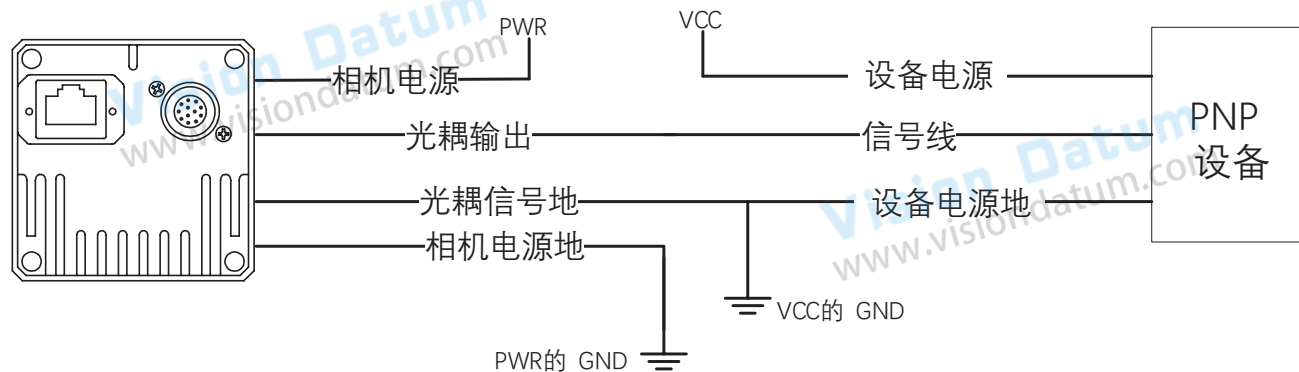 PWR
VCC
相机电源
设备电源
光耦输出
信号线
PNP
设备
光耦信号地
设备电源地
相机电源地
VCC的 GND
PWR的 GND
Vision Datum
www.visiondatum.com
Vision Datum
www.visiondatum.com